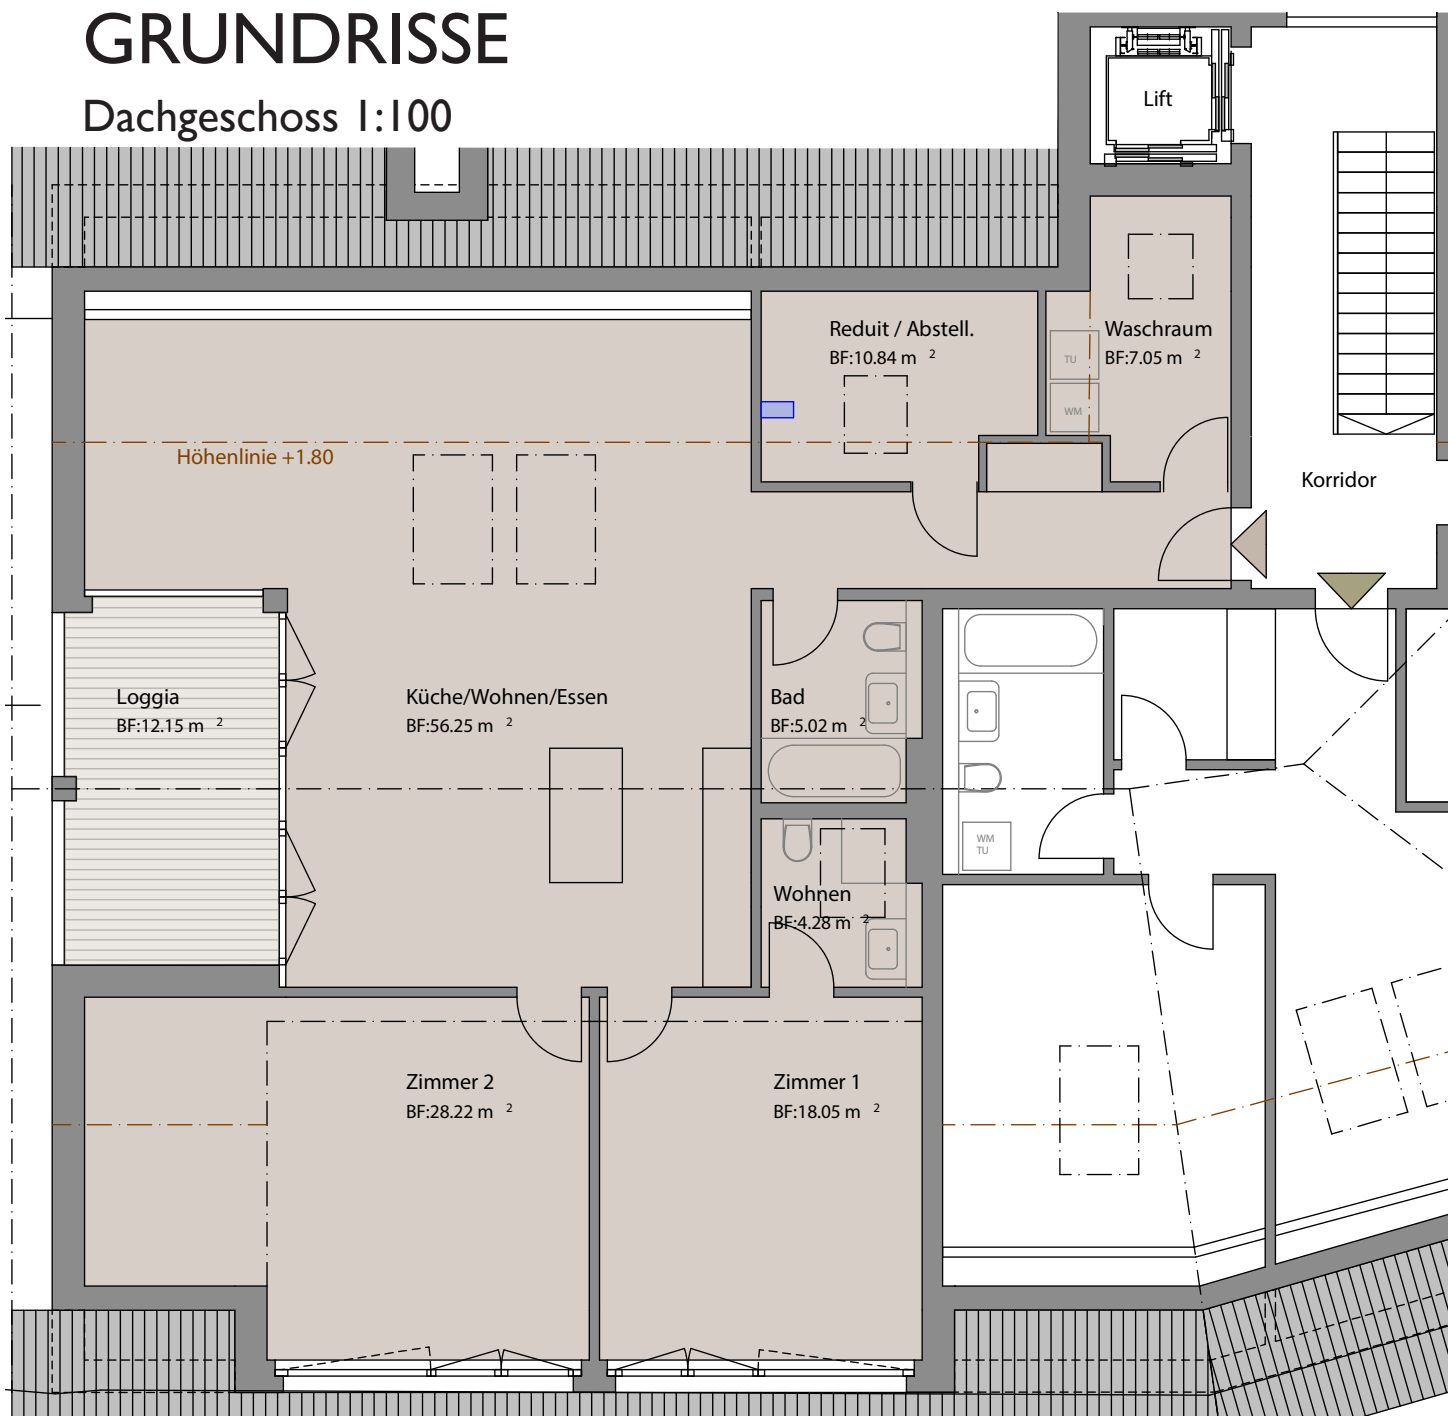 GRUNDRISSE
Dachgeschoss 1:100
Lift
Reduit / Abstell.
BF:10.84 m 2
Waschraum
BF:7.05 m 2
TU
WM
Höhenlinie +1.80
Korridor
Loggia
BF:12.15 m 2
Küche/Wohnen/Essen
BF:56.25 m 2
Bad
BF:5.02 m 2
WM
TU
Wohnen
BF:4.28 m 2
Zimmer 2
BF:28.22 m 2
Zimmer 1
BF:18.05 m 2